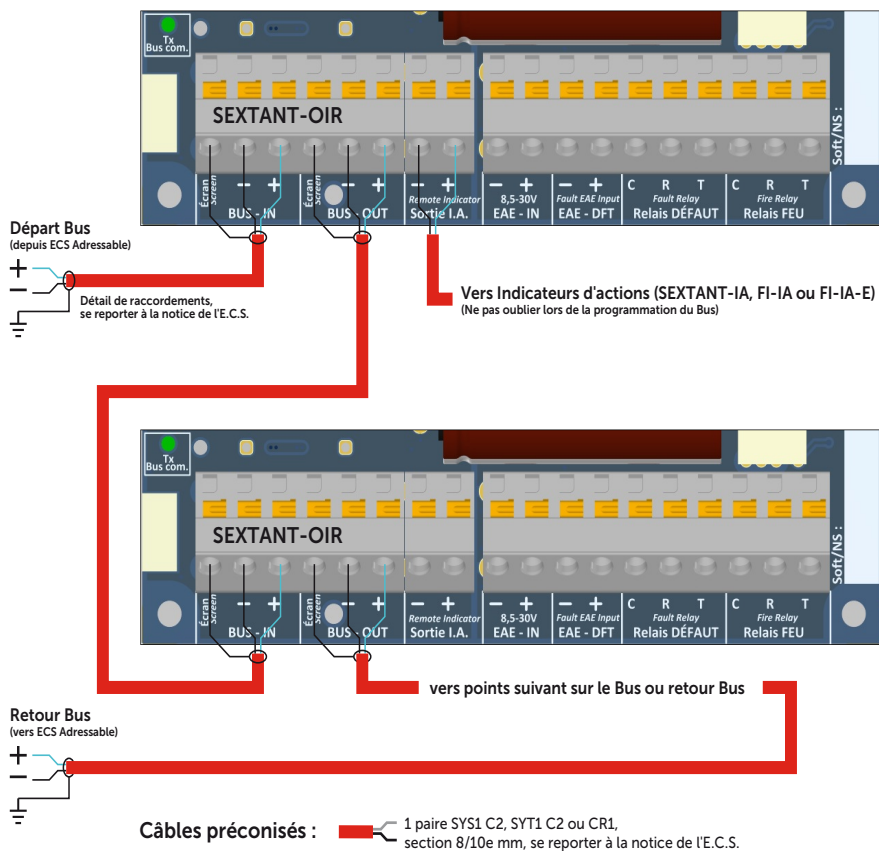 Tx
Bus com.
SEXTANT-OIR
Soft/NS :
Écran
Screen
- +
BUS - IN
Écran
Screen
- +
BUS - OUT
- +
Remote Indicator
Sortie I.A.
- +
8,5-30V
EAE - IN
- +
Fault EAE Input
EAE - DFT
C R T
Fault Relay
Relais DÉFAUT
C R T
Fire Relay
Relais FEU
Départ Bus
(depuis ECS Adressable)
+
-
Détail de raccordements,
se reporter à la notice de l'E.C.S.
Vers Indicateurs d'actions (SEXTANT-IA, FI-IA ou FI-IA-E)
(Ne pas oublier lors de la programmation du Bus)
Tx
Bus com.
SEXTANT-OIR
Soft/NS :
Écran
Screen
- +
BUS - IN
Écran
Screen
- +
BUS - OUT
- +
Remote Indicator
Sortie I.A.
- +
8,5-30V
EAE - IN
- +
Fault EAE Input
EAE - DFT
C R T
Fault Relay
Relais DÉFAUT
C R T
Fire Relay
Relais FEU
vers points suivant sur le Bus ou retour Bus
Retour Bus
(vers ECS Adressable)
+
-
Câbles préconisés :
1 paire SYS1 C2, SYT1 C2 ou CR1,
section 8/10e mm, se reporter à la notice de l'E.C.S.